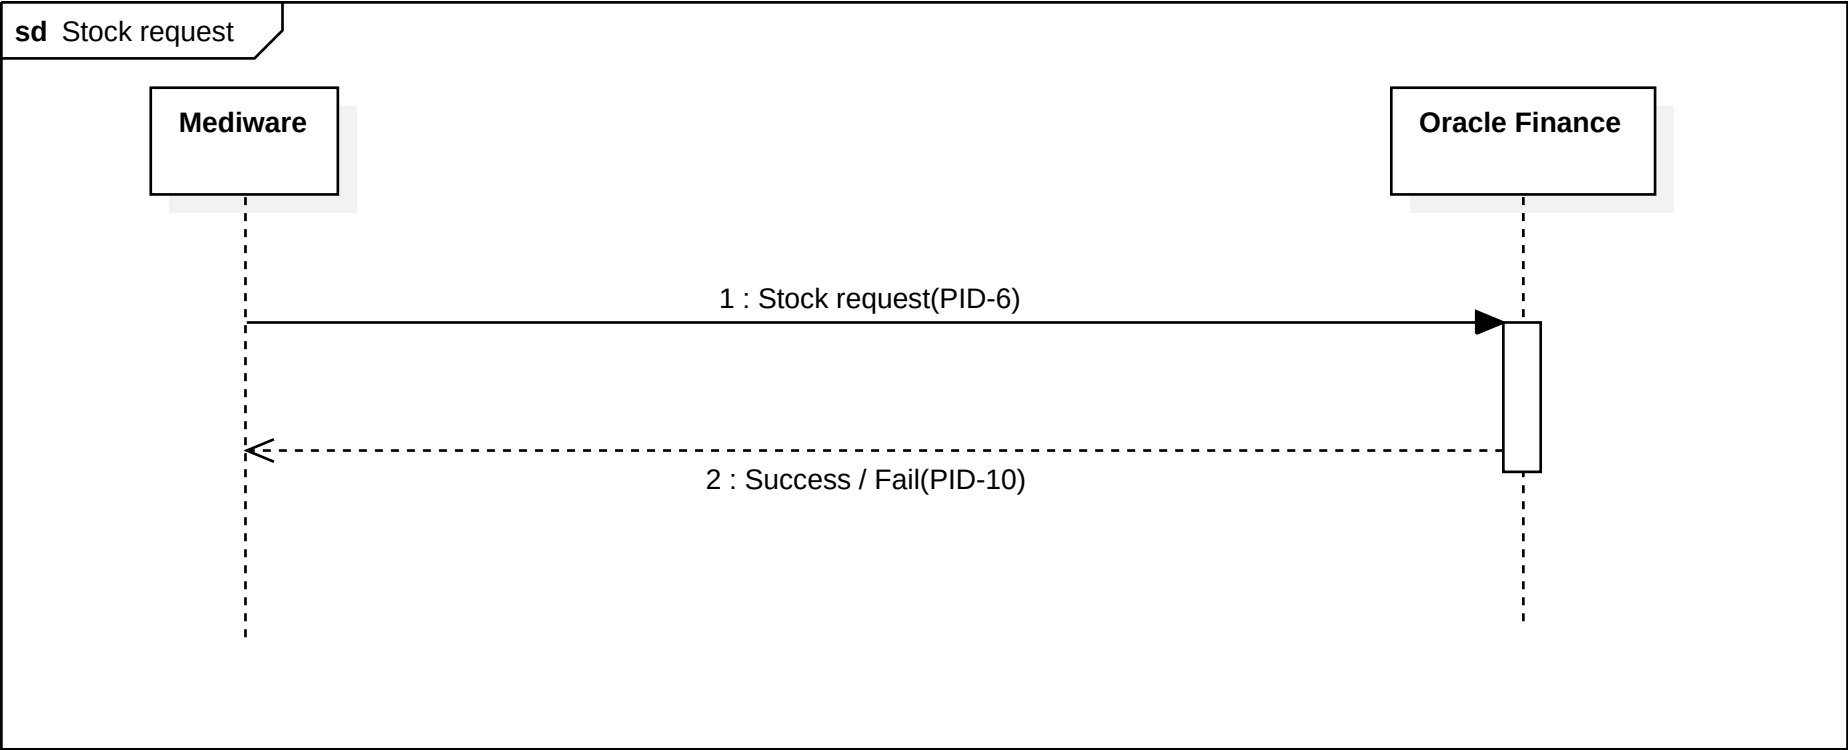 sd Stock request
Mediware
Oracle Finance
1 : Stock request(PID-6)
2 : Success / Fail(PID-10)